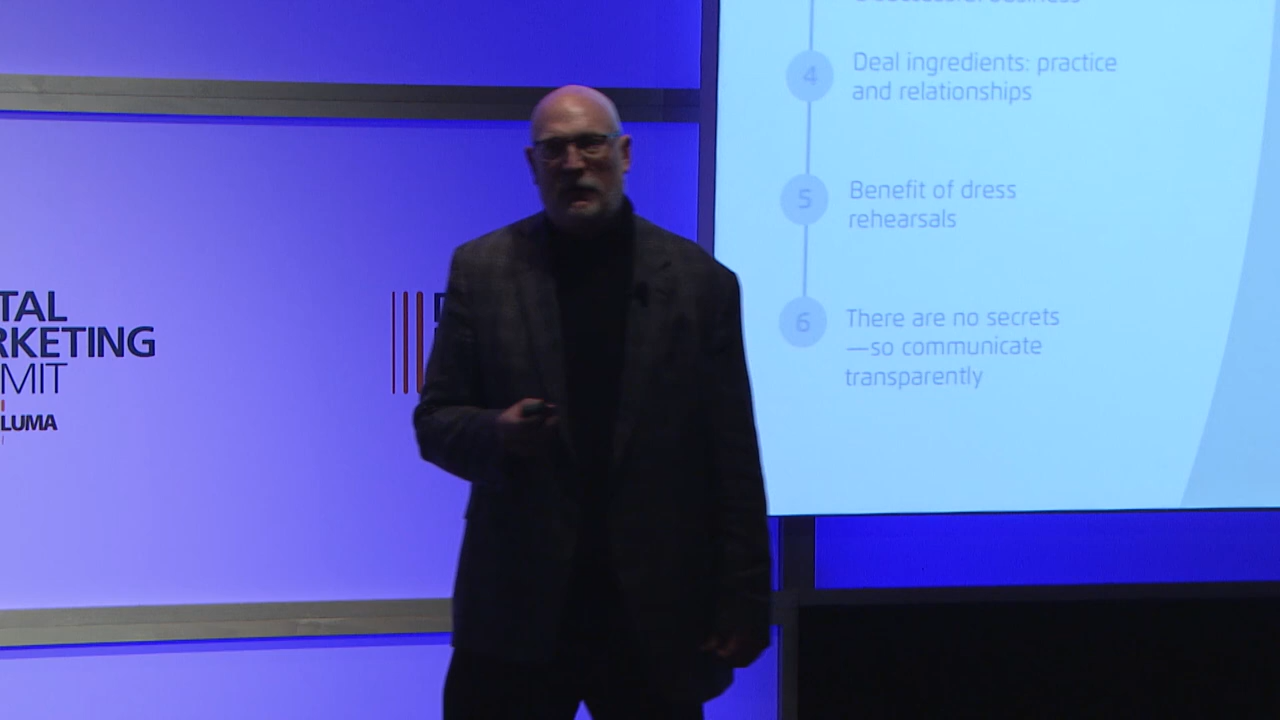 TAL
RKETING
MIT
LUMA
4
Deal ingredients: practice
and relationships
5
Benefit of dress
rehearsals
6
There are no secrets
—so communicate
transparently